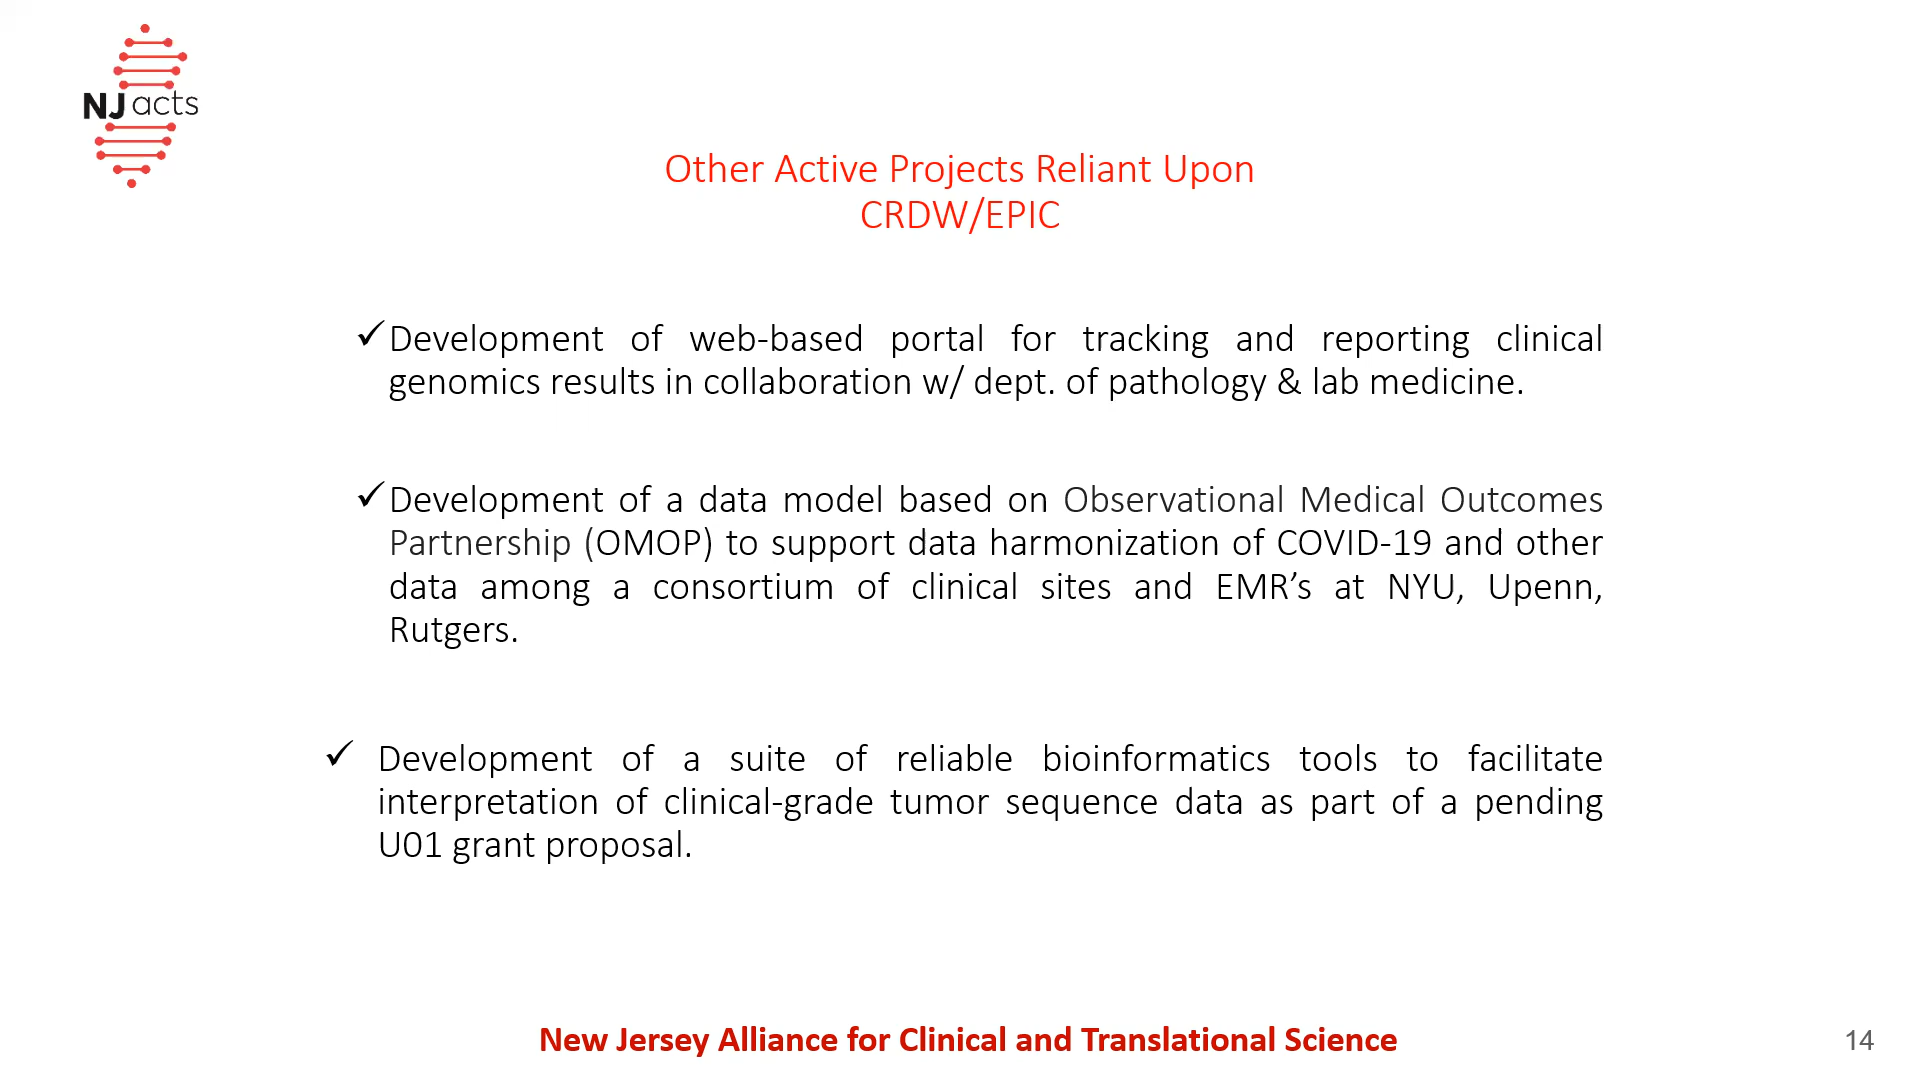 NJ acts
Other Active Projects Reliant Upon
CRDW/EPIC
✓Development of web-based portal for tracking and reporting clinical
genomics results in collaboration w/ dept. of pathology & lab medicine.
✓Development of a data model based on Observational Medical Outcomes
Partnership (OMOP) to support data harmonization of COVID-19 and other
data among a consortium of clinical sites and EMR’s at NYU, Upenn,
Rutgers.
✓ Development of a suite of reliable bioinformatics tools to facilitate
interpretation of clinical-grade tumor sequence data as part of a pending
U01 grant proposal.
New Jersey Alliance for Clinical and Translational Science
14